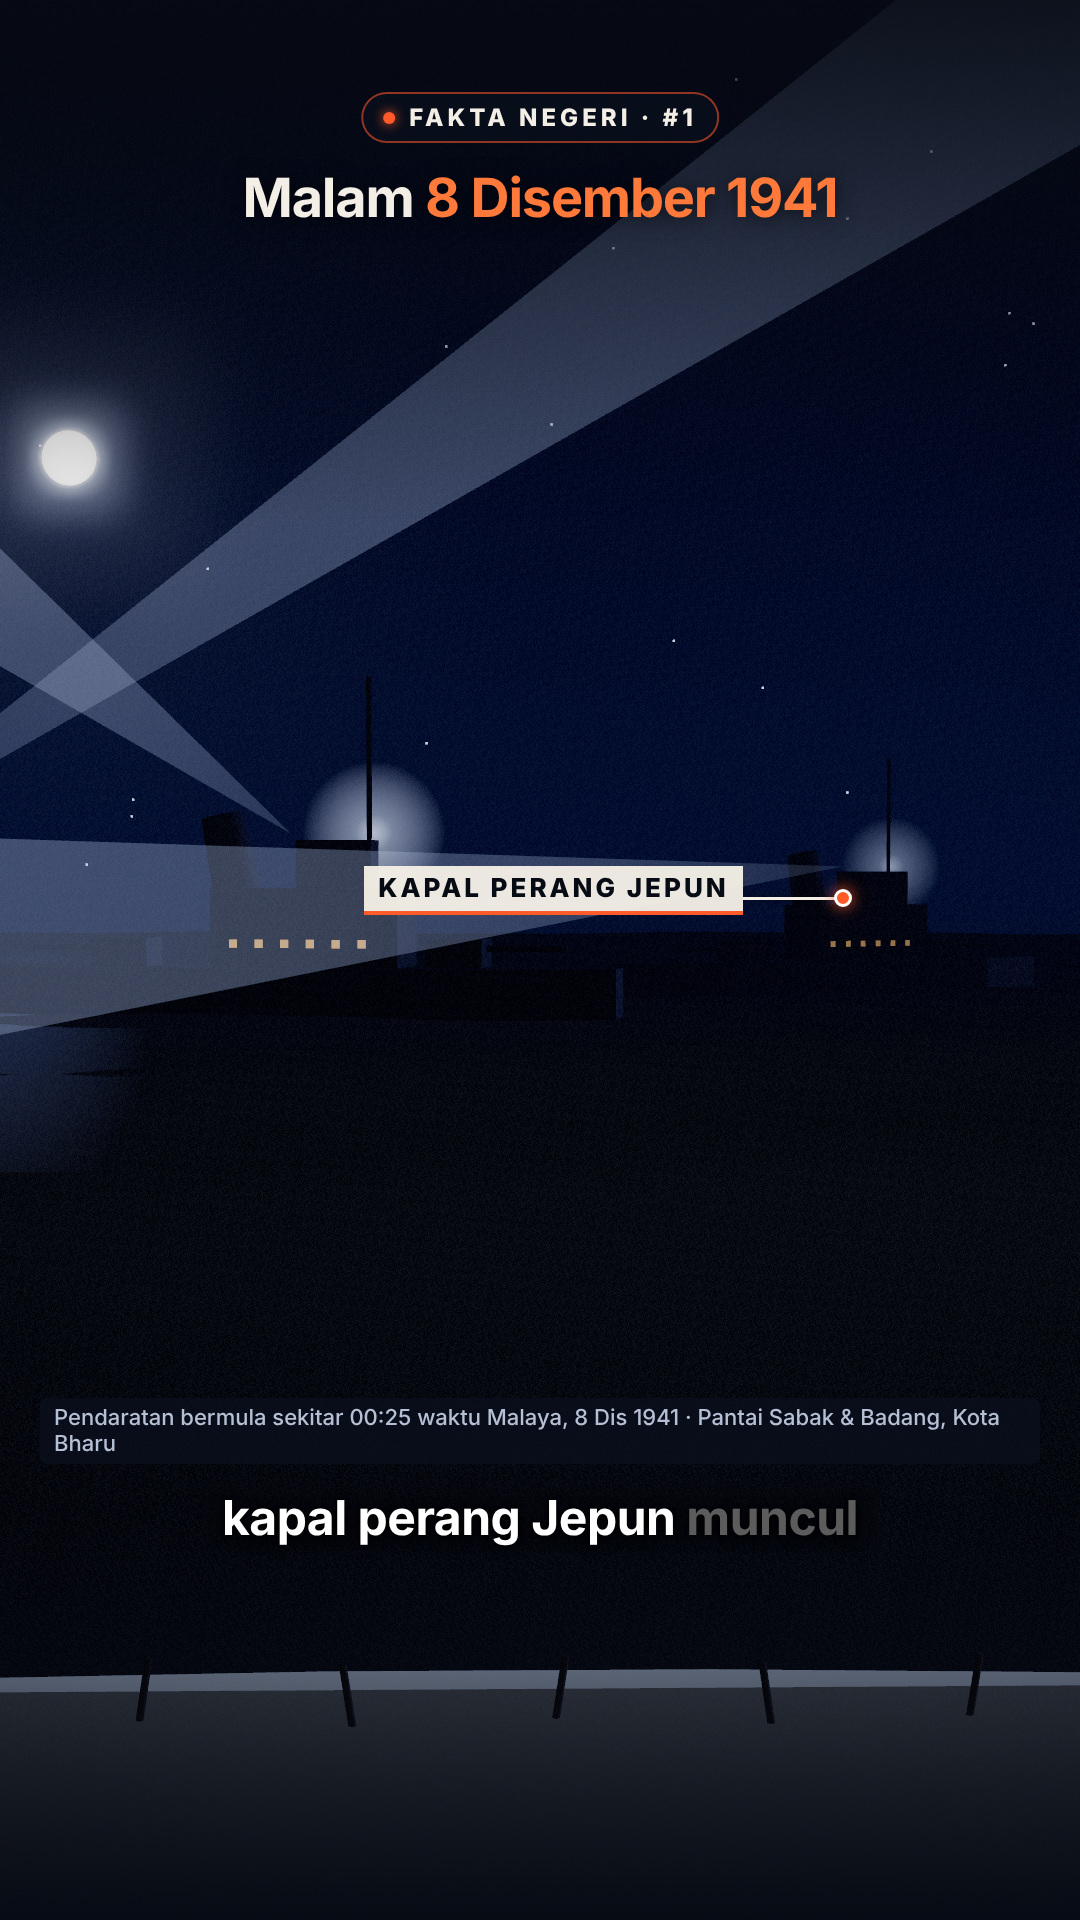 FAKTA NEGERI · #1
Malam 8 Disember 1941
KAPAL PERANG JEPUN
Pendaratan bermula sekitar 00:25 waktu Malaya, 8 Dis 1941 · Pantai Sabak & Badang, Kota
Bharu
kapal perang Jepun muncul